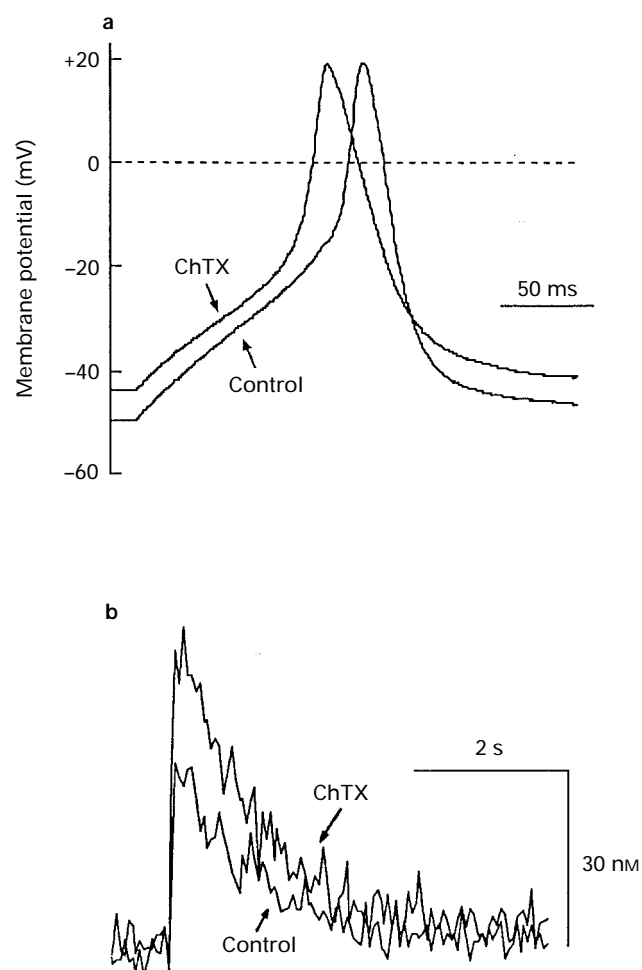 a
+20
0
−20
−40
−60
Membrane potential (mV)
ChTX
Control
50 ms
b
2 s
ChTX
30 nM
Control